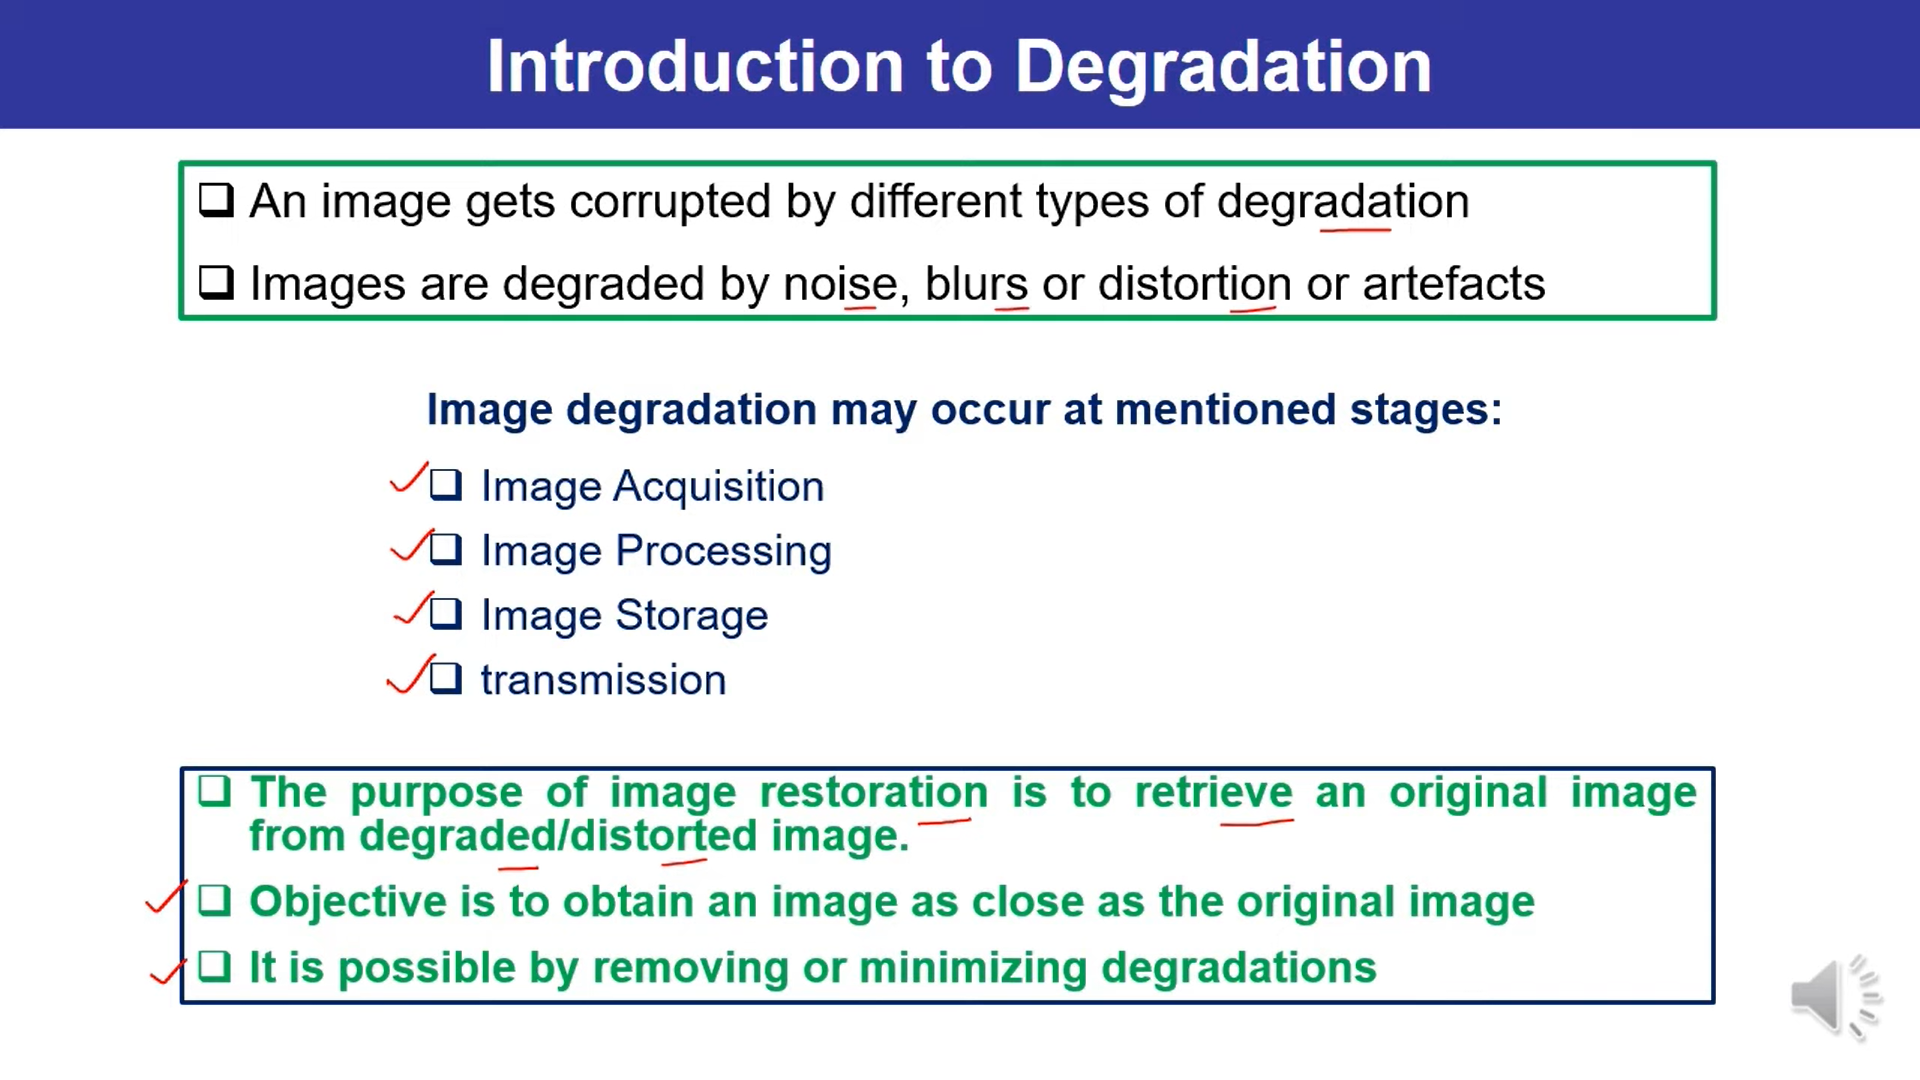 Introduction to Degradation
An image gets corrupted by different types of degradation
Images are degraded by noise, blurs or distortion or artefacts
Image degradation may occur at mentioned stages:
Image Acquisition
Image Processing
Image Storage
transmission
The purpose of image restoration is to retrieve an original image
from degraded/distorted image.
Objective is to obtain an image as close as the original image
It is possible by removing or minimizing degradations